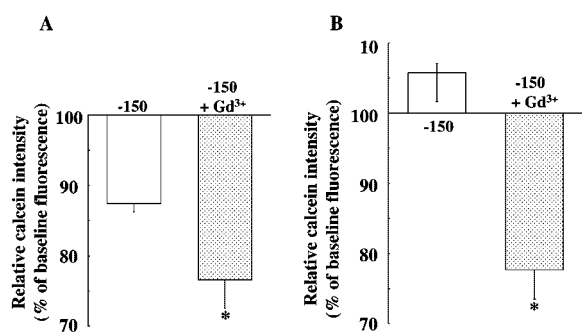 A
Relative calcein intensity
(% of baseline fluorescence)
-150
-150
+ Gd³⁺
100
90
80
70
*
B
Relative calcein intensity
(% of baseline fluorescence)
10
100
90
80
70
-150
-150
+ Gd³⁺
*